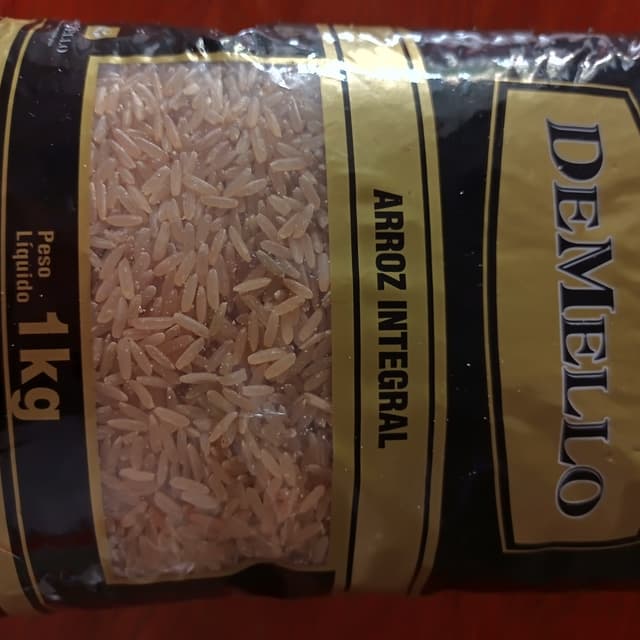 DEMELLO
ARROZ INTEGRAL
Peso
Líquido
1kg